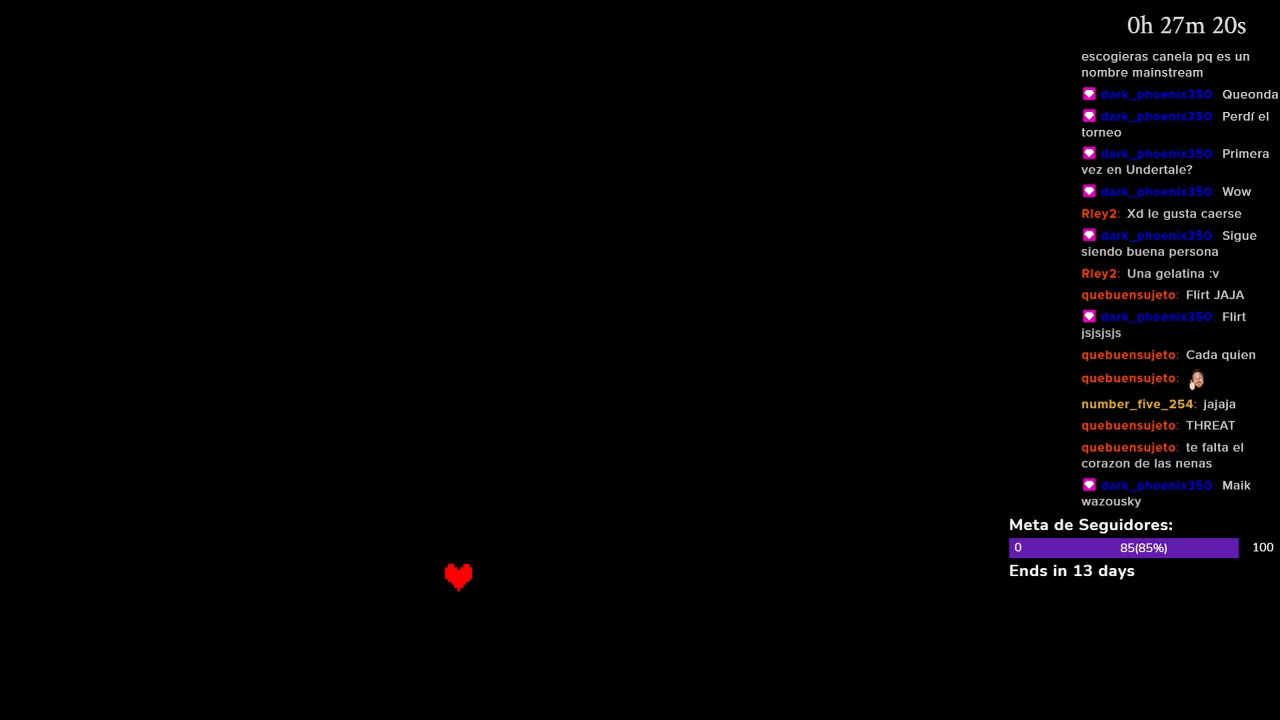 0h 27m 20s
escogieras canela pq es un
nombre mainstream
dark_phoenix350: Queonda
dark_phoenix350: Perdí el
torneo
dark_phoenix350: Primera
vez en Undertale?
dark_phoenix350: Wow
Rley2: Xd le gusta caerse
dark_phoenix350: Sigue
siendo buena persona
Rley2: Una gelatina :v
quebuensujeto: Flirt JAJA
dark_phoenix350: Flirt
jsjsjsjs
quebuensujeto: Cada quien
quebuensujeto:
number_five_254: jajaja
quebuensujeto: THREAT
quebuensujeto: te falta el
corazon de las nenas
dark_phoenix350: Maik
wazousky
Meta de Seguidores:
0 85(85%) 100
Ends in 13 days